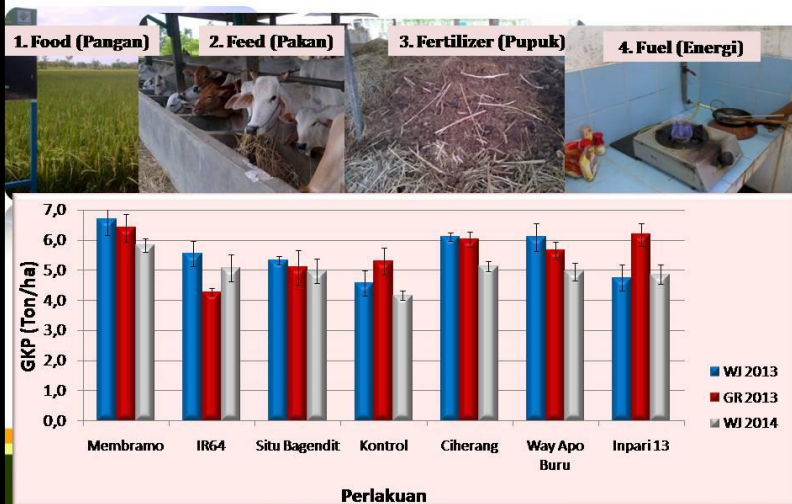 1. Food (Pangan)
2. Feed (Pakan)
3. Fertilizer (Pupuk)
4. Fuel (Energi)
GKP (Ton/ha)
7,0
6,0
5,0
4,0
3,0
2,0
1,0
0,0
Membramo
IR64
Situ Bagendit
Kontrol
Ciherang
Way Apo
Buru
Inpari 13
WJ 2013
GR 2013
WJ 2014
Perlakuan